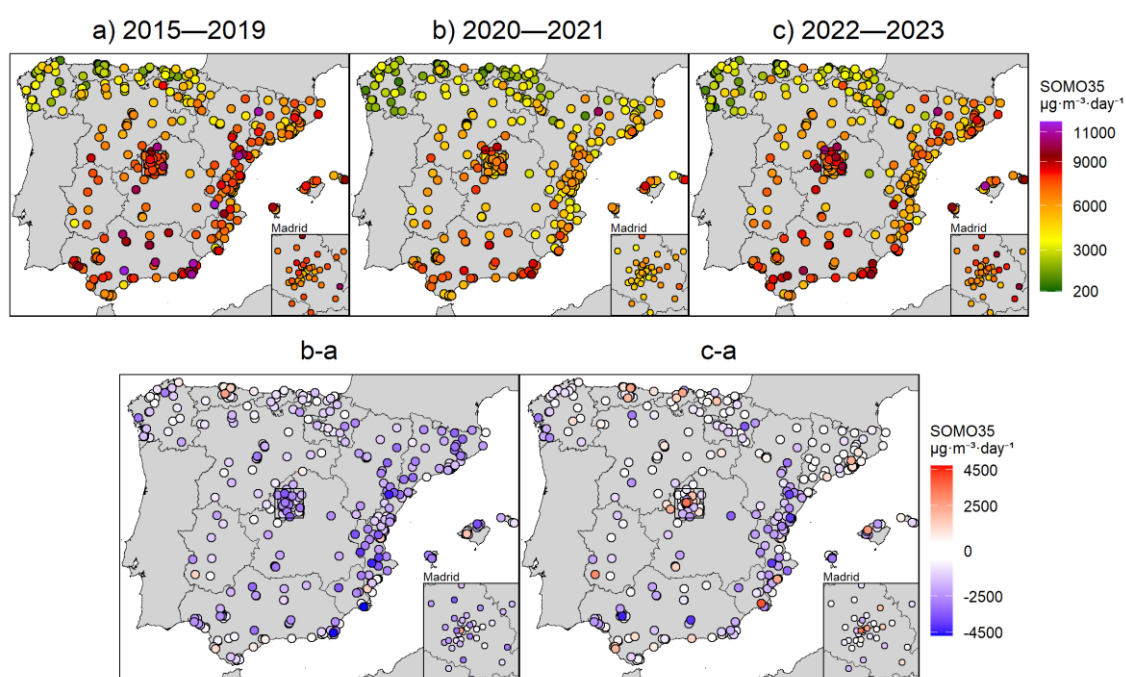 a) 2015—2019
b) 2020—2021
c) 2022—2023
Madrid
Madrid
Madrid
SOMO35
µg·m⁻³·day⁻¹
11000
9000
6000
3000
200
b-a
c-a
Madrid
Madrid
SOMO35
µg·m⁻³·day⁻¹
4500
2500
0
-2500
-4500